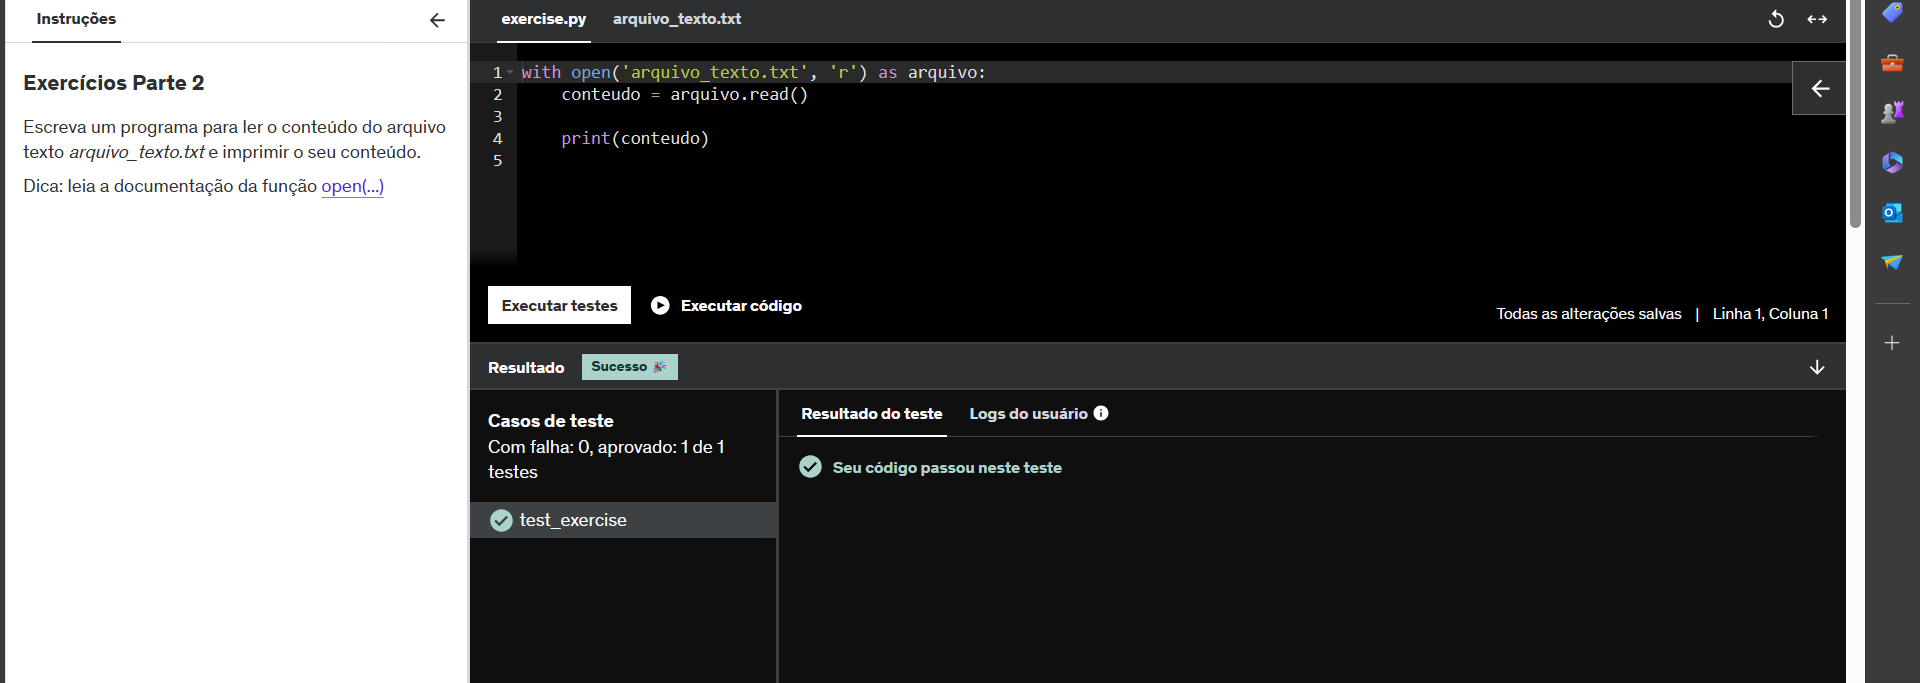 Instruções
Exercícios Parte 2
Escreva um programa para ler o conteúdo do arquivo
texto arquivo_texto.txt e imprimir o seu conteúdo.
Dica: leia a documentação da função open(...)
exercise.py arquivo_texto.txt
1 with open('arquivo_texto.txt', 'r') as arquivo:
2     conteudo = arquivo.read()
3
4     print(conteudo)
5
Executar testes Executar código
Todas as alterações salvas | Linha 1, Coluna 1
Resultado Sucesso 🎉
Casos de teste
Com falha: 0, aprovado: 1 de 1
testes
test_exercise
Resultado do teste Logs do usuário
Seu código passou neste teste